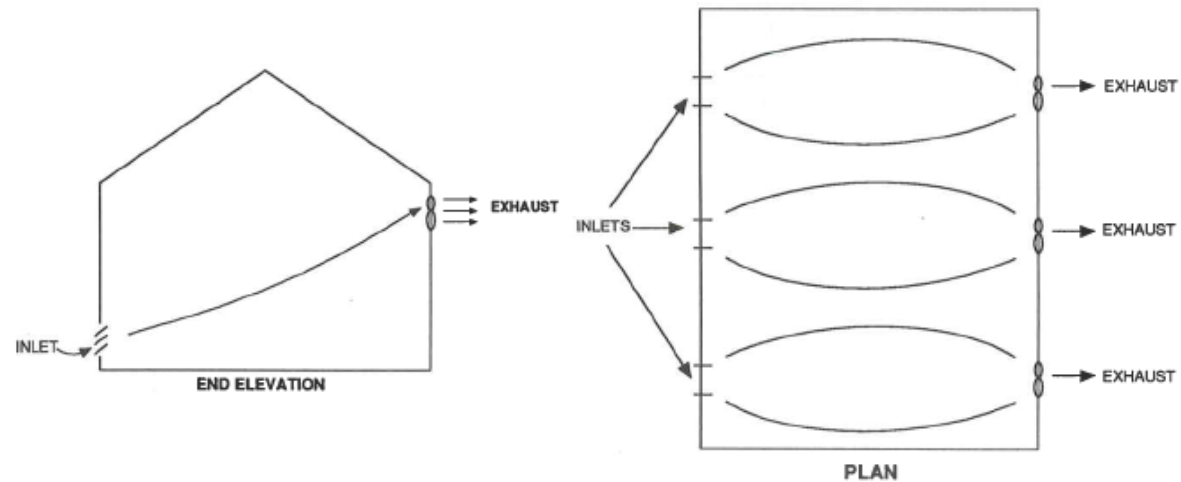 EXHAUST
INLET
END ELEVATION
EXHAUST
INLETS
EXHAUST
EXHAUST
PLAN